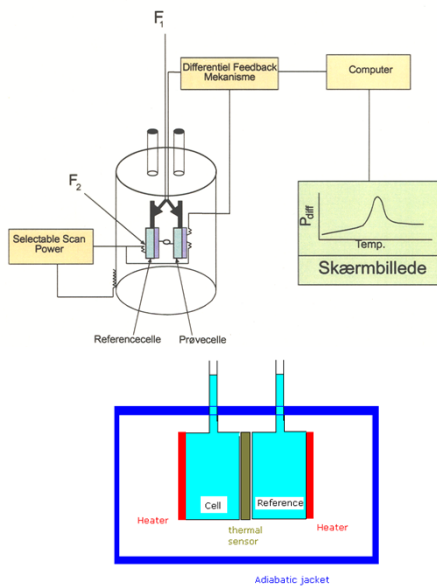 F1
Differentiel Feedback
Mekanisme
Computer
F2
Pdiff
Temp.
Skærmbillede
Selectable Scan
Power
Referencecelle
Prøvecelle
Cell
Reference
Heater
thermal
sensor
Heater
Adiabatic jacket